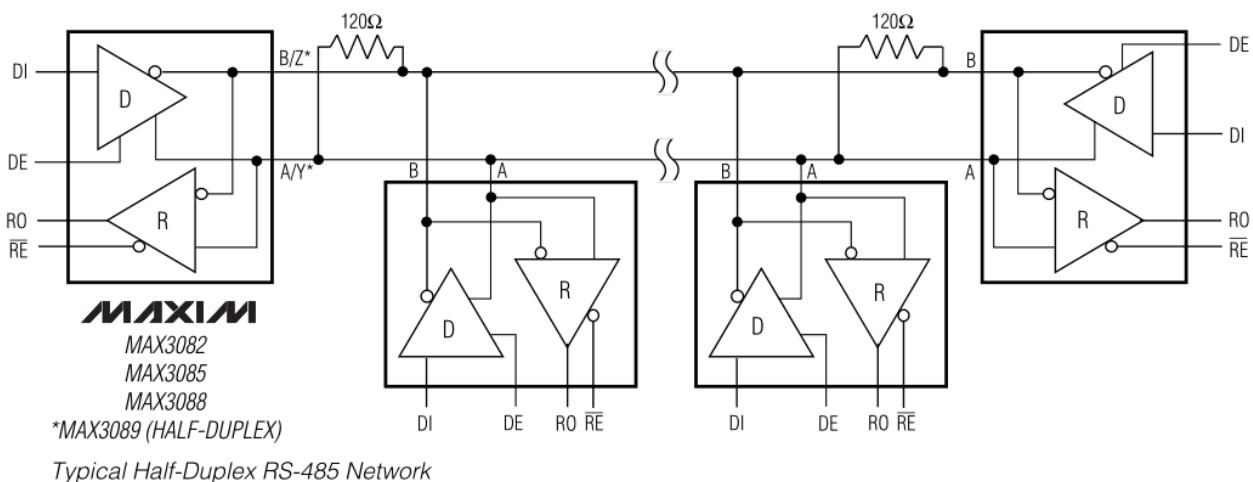 120Ω
120Ω
B/Z*
B
DE
DI
D
D
DI
DE
A/Y*
B
A
B
A
A
RO
R
R
RO
RE
RE
MAXIM
MAX3082
MAX3085
MAX3088
*MAX3089 (HALF-DUPLEX)
D
R
D
R
DI
DE
RO
RE
DI
DE
RO
RE
Typical Half-Duplex RS-485 Network